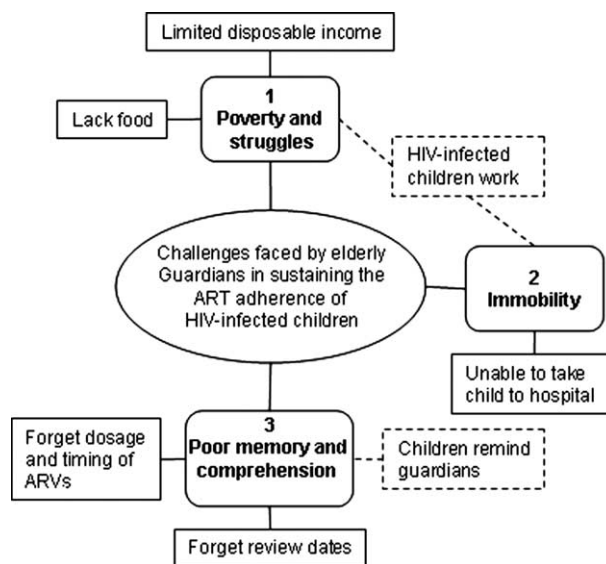 Limited disposable income
1
Poverty and
struggles
Lack food
HIV-infected
children work
Challenges faced by elderly
Guardians in sustaining the
ART adherence of
HIV-infected children
2
Immobility
Unable to take
child to hospital
3
Poor memory and
comprehension
Forget dosage
and timing of
ARVs
Children remind
guardians
Forget review dates